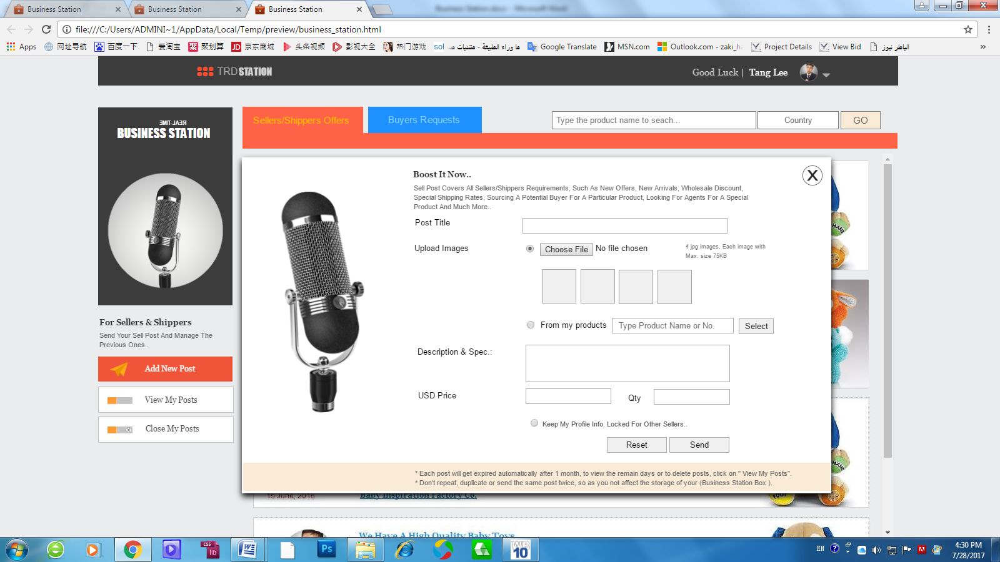 Business Station
Business Station
Business Station
file:///C:/Users/ADMINI~1/AppData/Local/Temp/preview/business_station.html
Apps
网址导航
百度一下
爱淘宝
聚划算
京东商城
头条视频
影视大全
热门游戏
ما وراء الطبيعة - منتديات صـ
Google Translate
MSN.com
Outlook.com - zaki_ha
Project Details
View Bid
الباطر نيوز
TRDSTATION
Good Luck | Tang Lee
REAL-TIME
BUSINESS STATION
Sellers/Shippers Offers
Buyers Requests
Type the product name to seach...
Country
GO
Boost It Now..
X
Sell Post Covers All Sellers/Shippers Requirements, Such As New Offers, New Arrivals, Wholesale Discount,
Special Shipping Rates, Sourcing A Potential Buyer For A Particular Product, Looking For Agents For A Special
Product And Much More..
Post Title
Upload Images
Choose File No file chosen
4 jpg images, Each image with
Max. size 75KB
From my products
Type Product Name or No.
Select
Description & Spec.:
USD Price
Qty
Keep My Profile Info. Locked For Other Sellers..
Reset
Send
* Each post will get expired automatically after 1 month, to view the remain days or to delete posts, click on " View My Posts".
* Don't repeat, duplicate or send the same post twice, so as you not affect the storage of your (Business Station Box ).
For Sellers & Shippers
Send Your Sell Post And Manage The
Previous Ones..
Add New Post
View My Posts
Close My Posts
15 June, 2016
Baby Inspiration Factory Co.
We Have A High Quality Baby Toys
CS5
ID
Ps
WB
10
EN
4:30 PM
7/28/2017